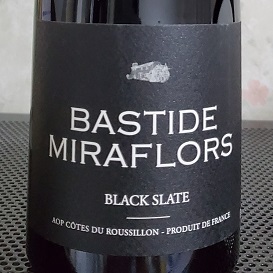 BASTIDE
MIRAFLORS
BLACK SLATE
AOP CÔTES DU ROUSSILLON - PRODUIT DE FRANCE